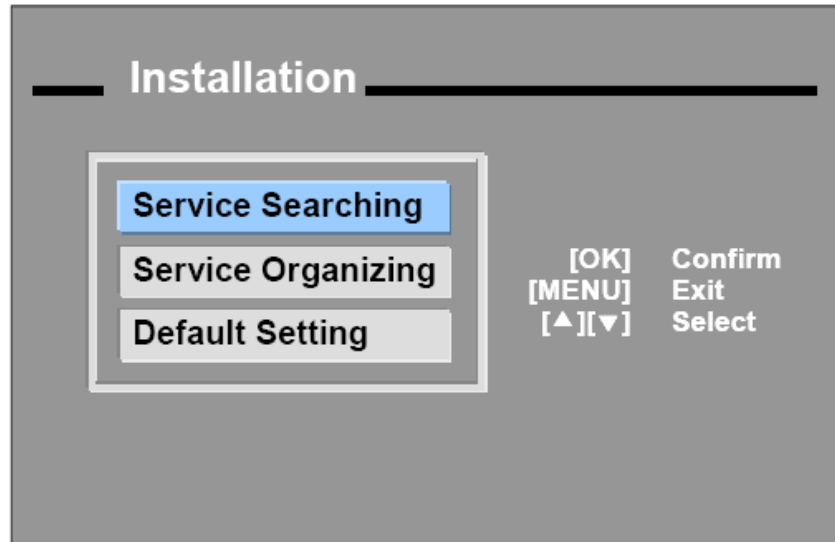 Installation
Service Searching
Service Organizing
Default Setting
[OK] Confirm
[MENU] Exit
[▲][▼] Select